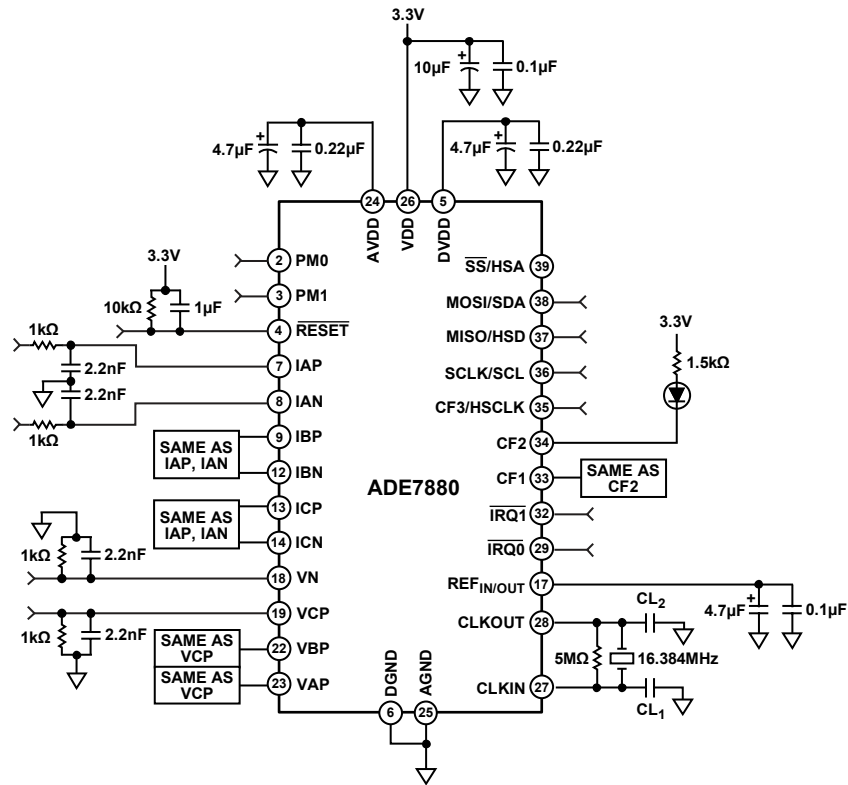 3.3V
10µF
+
0.1µF
4.7µF
+
0.22µF
4.7µF
+
0.22µF
24
26
5
AVDD
VDD
DVDD
3.3V
10kΩ
1µF
2
PM0
3
PM1
4
RESET
1kΩ
2.2nF
2.2nF
1kΩ
7
IAP
8
IAN
SAME AS
IAP, IAN
9
IBP
12
IBN
SAME AS
IAP, IAN
13
ICP
14
ICN
1kΩ
2.2nF
18
VN
19
VCP
1kΩ
2.2nF
SAME AS
VCP
22
VBP
SAME AS
VCP
23
VAP
ADE7880
SS/HSA
39
MOSI/SDA
38
MISO/HSD
37
SCLK/SCL
36
CF3/HSCLK
35
CF2
34
3.3V
1.5kΩ
CF1
33
SAME AS
CF2
IRQ1
32
IRQ0
29
REFIN/OUT
17
4.7µF
+
0.1µF
CLKOUT
28
CL2
5MΩ
16.384MHz
CLKIN
27
CL1
DGND
AGND
6
25